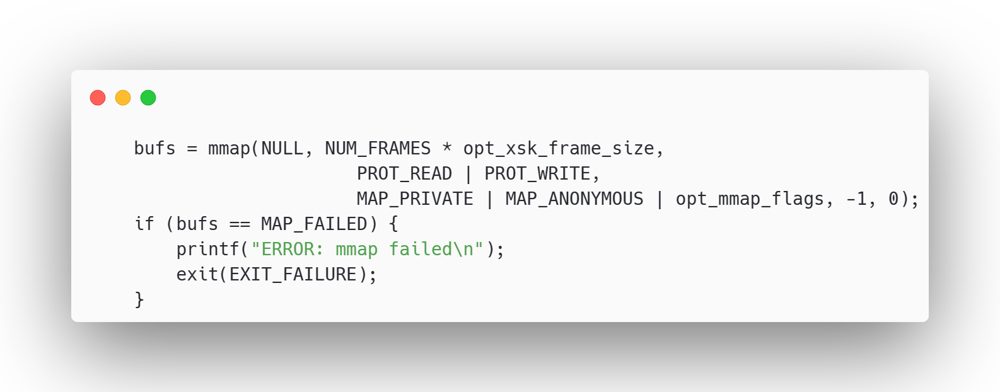 bufs = mmap(NULL, NUM_FRAMES * opt_xsk_frame_size,
PROT_READ | PROT_WRITE,
MAP_PRIVATE | MAP_ANONYMOUS | opt_mmap_flags, -1, 0);
if (bufs == MAP_FAILED) {
printf("ERROR: mmap failed\n");
exit(EXIT_FAILURE);
}